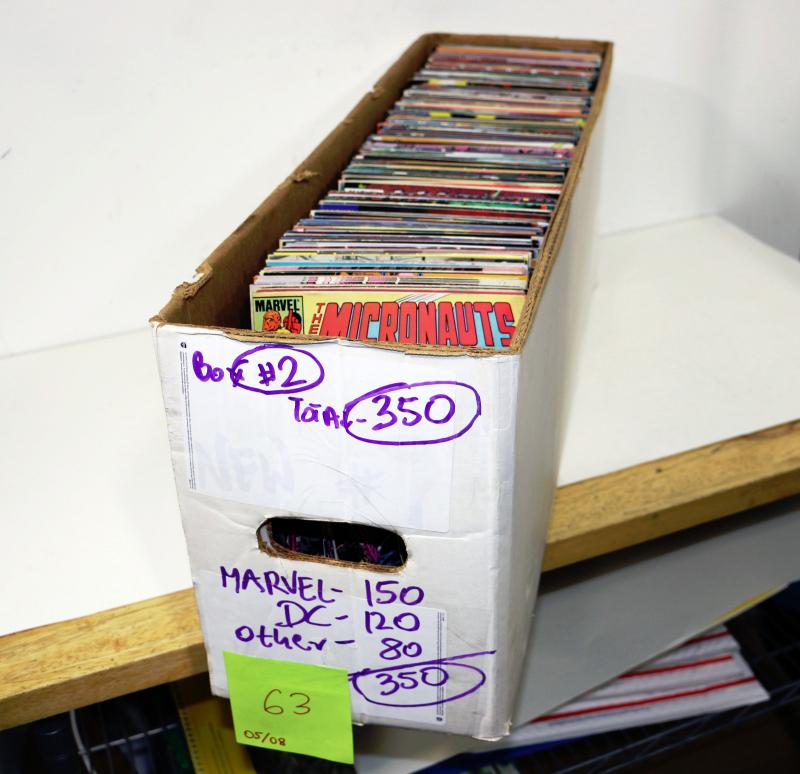 MARVEL
THE MICRONAUTS
Box #2
Total- 350
MARVEL- 150
DC- 120
Other- 80
350
63
05/08